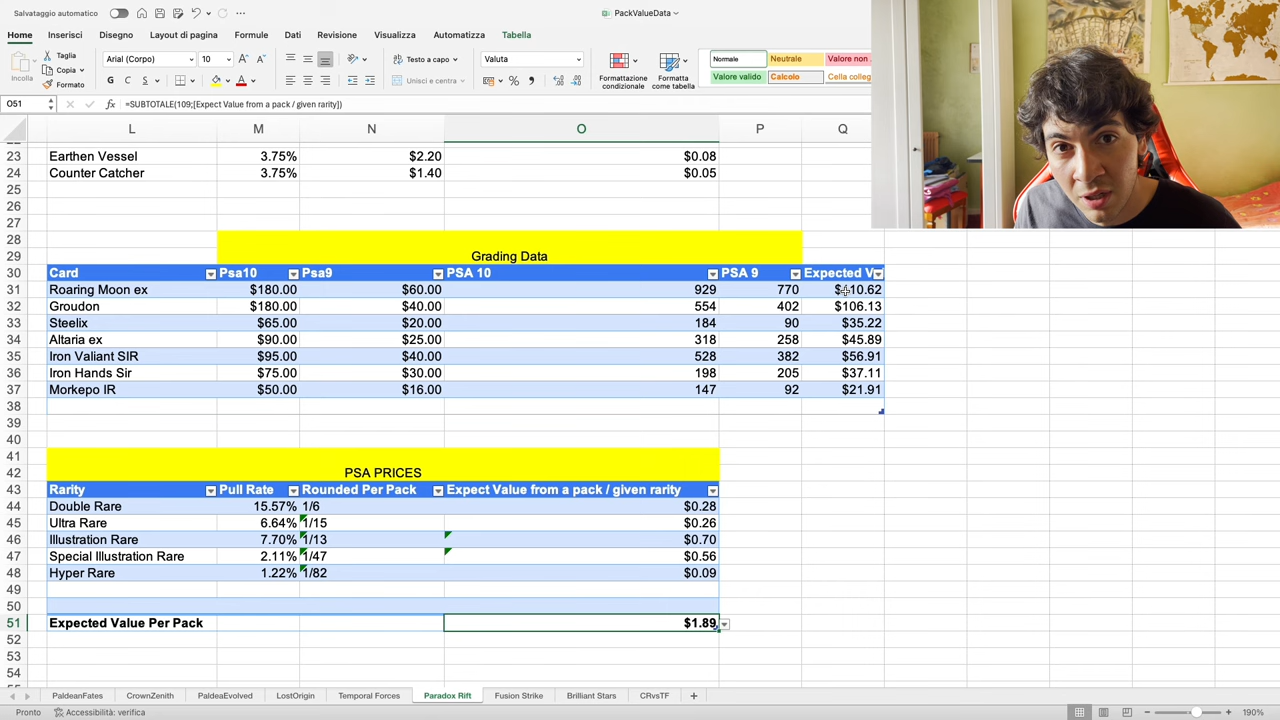 Salvataggio automatico
PackValueData
Home Inserisci Disegno Layout di pagina Formule Dati Revisione Visualizza Automatizza Tabella
Incolla
Taglia
Copia
Formato
Arial (Corpo) 10
G C S
Testo a capo
Unisci e centra
Valuta
Formattazione condizionale
Formatta come tabella
Normale Neutrale Valore non
Valore valido Calcolo Cella colleg
O51 fx =SUBTOTALE(109;[Expect Value from a pack / given rarity])
L M N O P Q
23 Earthen Vessel 3.75% $2.20 $0.08
24 Counter Catcher 3.75% $1.40 $0.05
25
26
27
28
29 Grading Data
30 Card Psa10 Psa9 PSA 10 PSA 9 Expected V
31 Roaring Moon ex $180.00 $60.00 929 770 $110.62
32 Groudon $180.00 $40.00 554 402 $106.13
33 Steelix $65.00 $20.00 184 90 $35.22
34 Altaria ex $90.00 $25.00 318 258 $45.89
35 Iron Valiant SIR $95.00 $40.00 528 382 $56.91
36 Iron Hands Sir $75.00 $30.00 198 205 $37.11
37 Morkepo IR $50.00 $16.00 147 92 $21.91
38
39
40
41
42 PSA PRICES
43 Rarity Pull Rate Rounded Per Pack Expect Value from a pack / given rarity
44 Double Rare 15.57% 1/6 $0.28
45 Ultra Rare 6.64% 1/15 $0.26
46 Illustration Rare 7.70% 1/13 $0.70
47 Special Illustration Rare 2.11% 1/47 $0.56
48 Hyper Rare 1.22% 1/82 $0.09
49
50
51 Expected Value Per Pack $1.89
52
53
54
PaldeanFates CrownZenith PaldeaEvolved LostOrigin Temporal Forces Paradox Rift Fusion Strike Brilliant Stars CRvsTF +
Pronto Accessibilità: verifica 190%